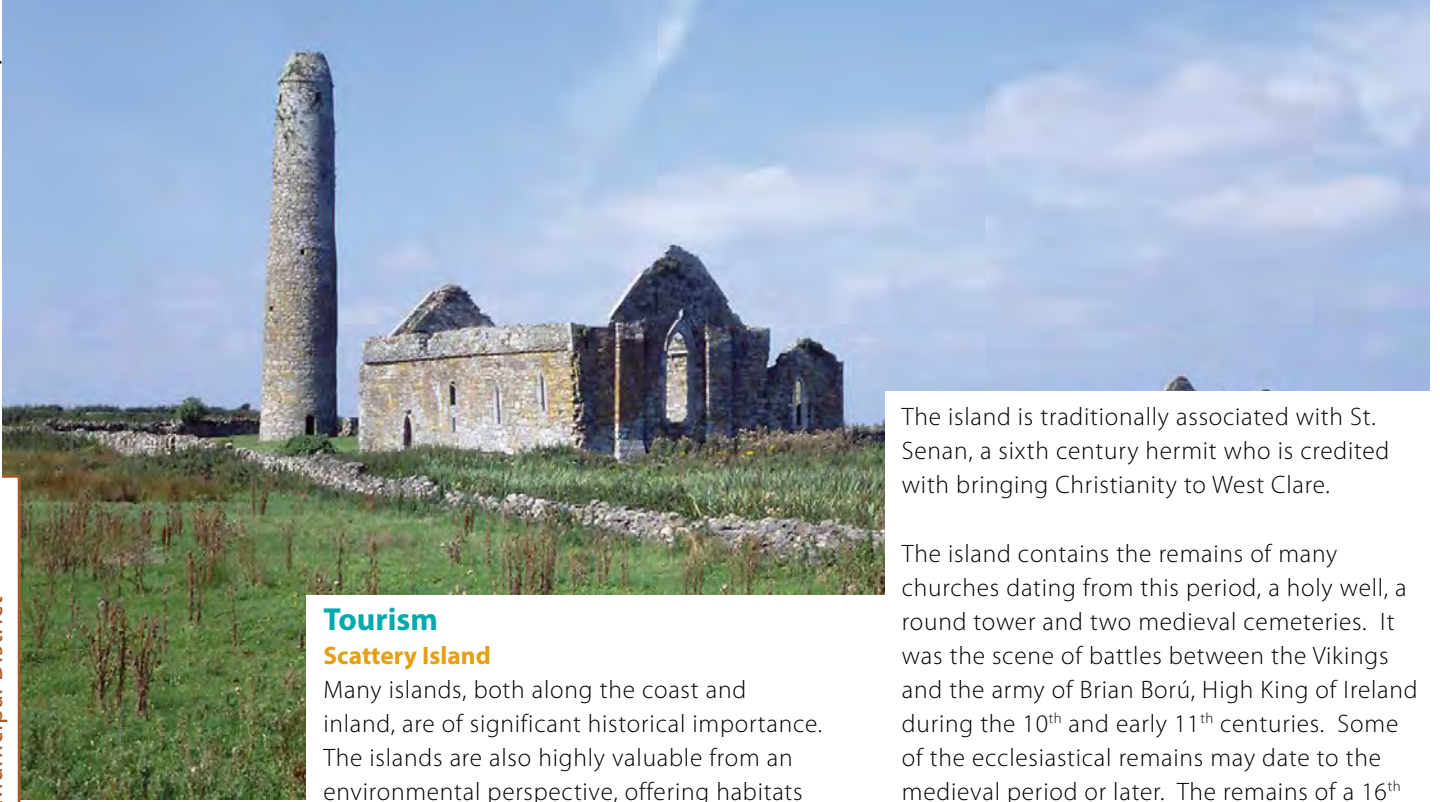 Tourism
Scattery Island
Many islands, both along the coast and
inland, are of significant historical importance.
The islands are also highly valuable from an
environmental perspective, offering habitats
The island is traditionally associated with St.
Senan, a sixth century hermit who is credited
with bringing Christianity to West Clare.
The island contains the remains of many
churches dating from this period, a holy well, a
round tower and two medieval cemeteries.  It
was the scene of battles between the Vikings
and the army of Brian Ború, High King of Ireland
during the 10th and early 11th centuries.  Some
of the ecclesiastical remains may date to the
medieval period or later.  The remains of a 16th
District